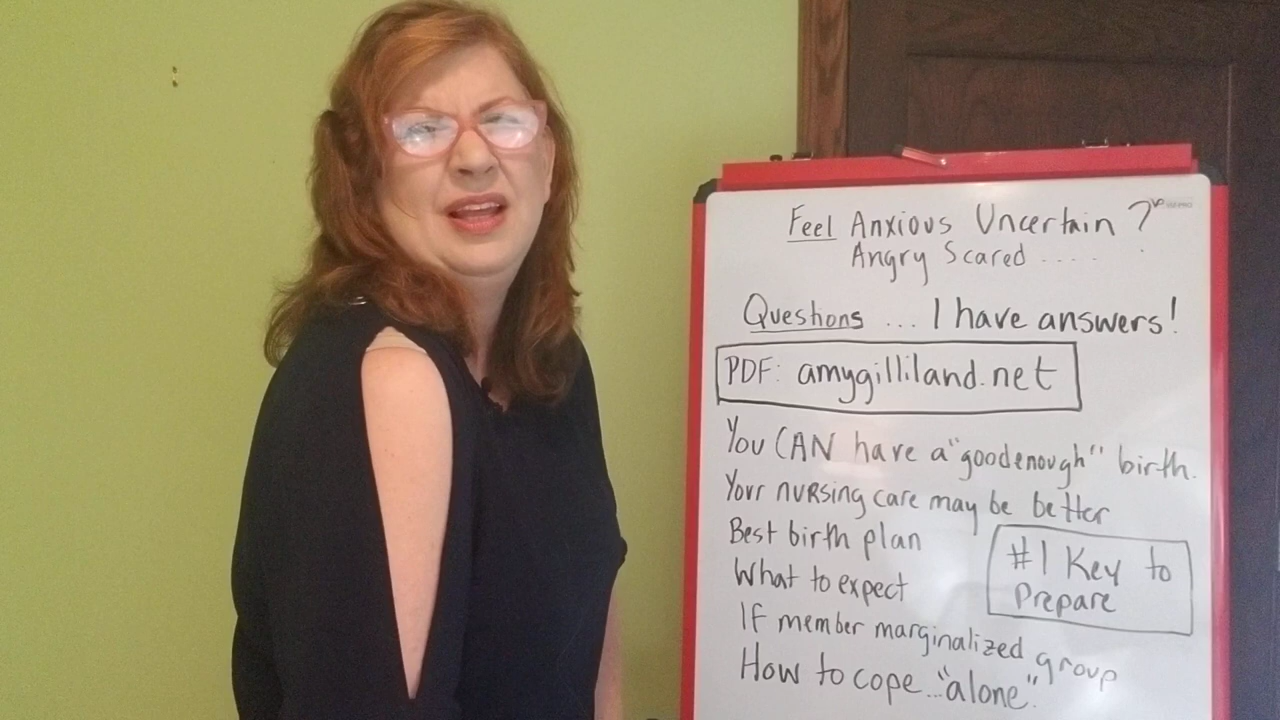 Feel Anxious Uncertain ?
Angry Scared .....
Questions ... I have answers!
PDF: amygilliland.net
You CAN have a "goodenough" birth.
Your nursing care may be better
Best birth plan
#1 Key to
Prepare
What to expect
If member marginalized group
How to cope..."alone".